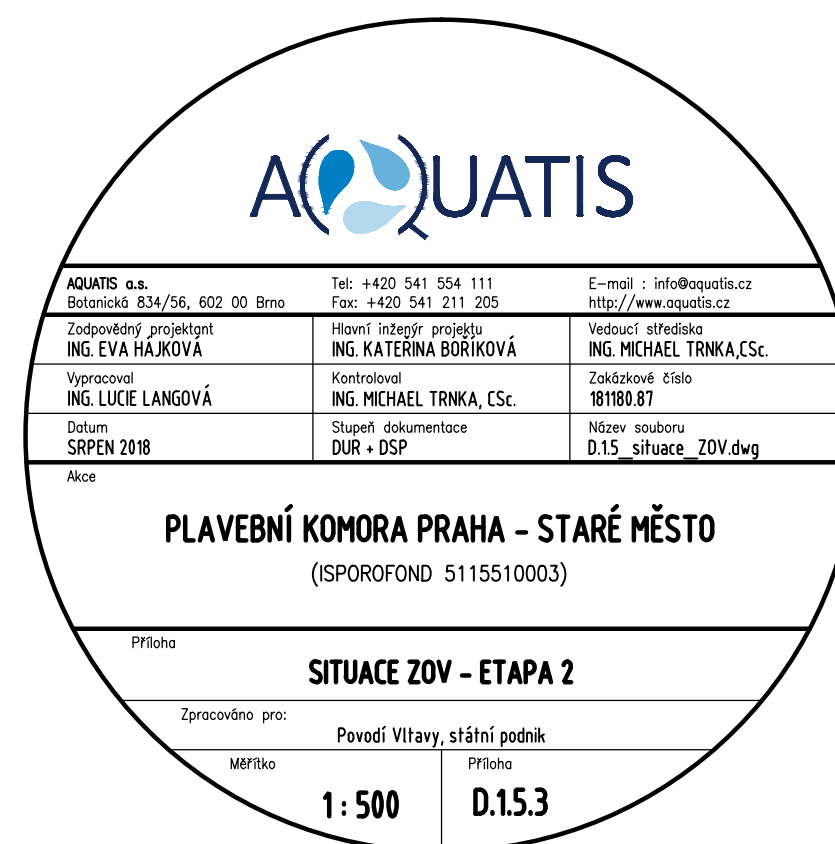 AQUATIS
AQUATIS a.s.
Botanická 834/56, 602 00 Brno
Tel: +420 541 554 111
Fax: +420 541 211 205
E-mail : info@aquatis.cz
http://www.aquatis.cz
Zodpovědný projektant
ING. EVA HÁJKOVÁ
Hlavní inženýr projektu
ING. KATEŘINA BOŘÍKOVÁ
Vedoucí střediska
ING. MICHAEL TRNKA,CSc.
Vypracoval
ING. LUCIE LANGOVÁ
Kontroloval
ING. MICHAEL TRNKA, CSc.
Zakázkové číslo
181180.87
Datum
SRPEN 2018
Stupeň dokumentace
DUR + DSP
Název souboru
D.1.5_situace_ZOV.dwg
Akce
PLAVEBNÍ KOMORA PRAHA - STARÉ MĚSTO
(ISPOROFOND 5115510003)
Příloha
SITUACE ZOV - ETAPA 2
Zpracováno pro:
Povodí Vltavy, státní podnik
Měřítko
1 : 500
Příloha
D.1.5.3